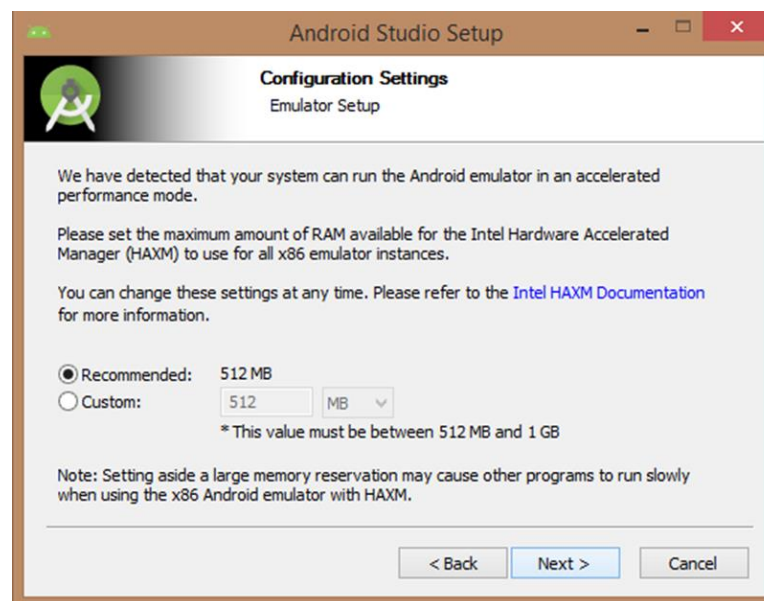 Android Studio Setup
Configuration Settings
Emulator Setup
We have detected that your system can run the Android emulator in an accelerated
performance mode.
Please set the maximum amount of RAM available for the Intel Hardware Accelerated
Manager (HAXM) to use for all x86 emulator instances.
You can change these settings at any time. Please refer to the Intel HAXM Documentation
for more information.
Recommended: 512 MB
Custom: 512 MB
* This value must be between 512 MB and 1 GB
Note: Setting aside a large memory reservation may cause other programs to run slowly
when using the x86 Android emulator with HAXM.
< Back Next > Cancel